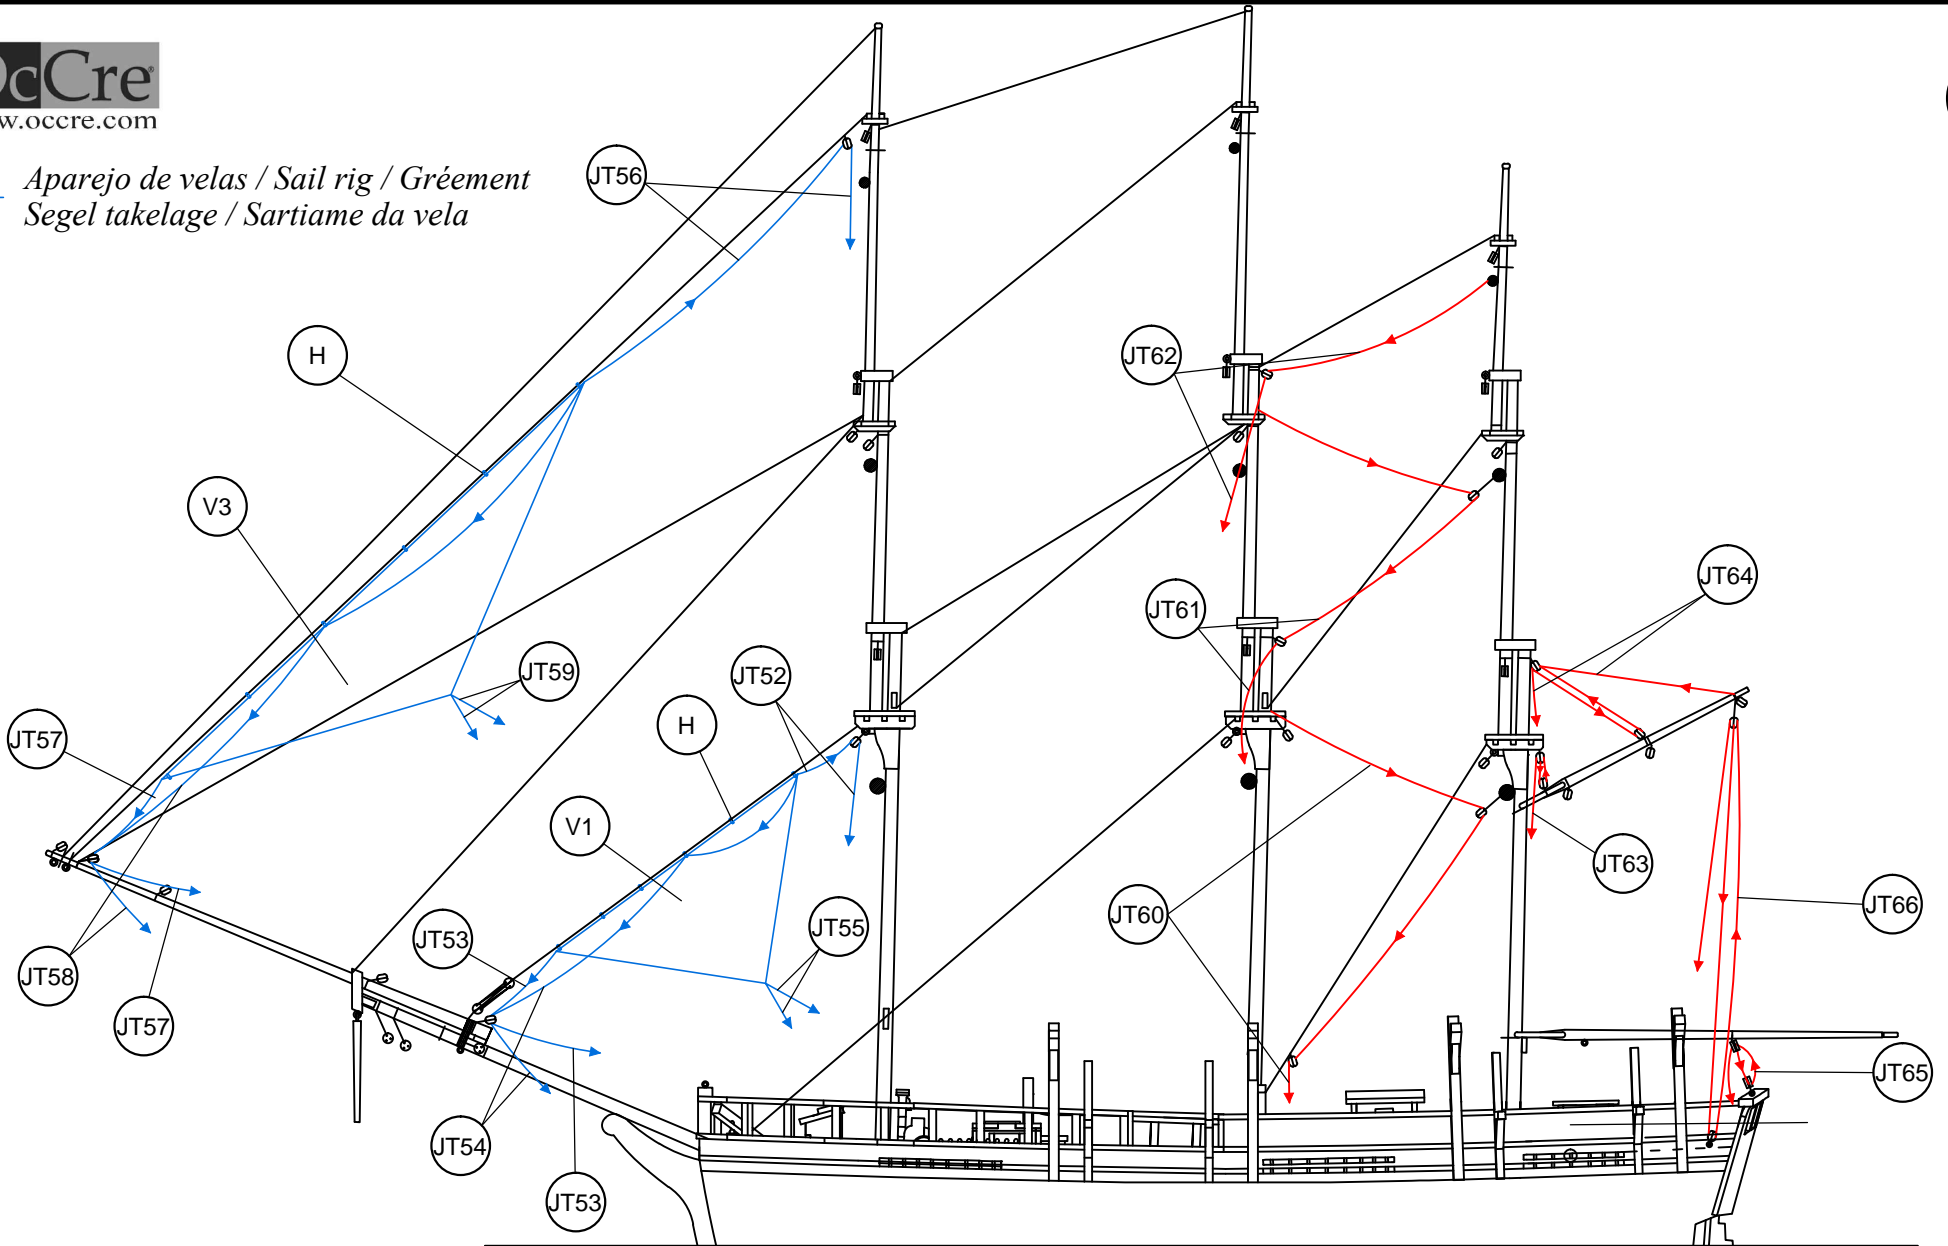 OcCre
w.occre.com
Aparejo de velas / Sail rig / Gréement
Segel takelage / Sartiame da vela
JT56
H
JT62
V3
JT64
JT61
JT59
JT52
H
JT57
V1
JT63
JT66
JT60
JT55
JT53
JT58
JT57
JT65
JT54
JT53